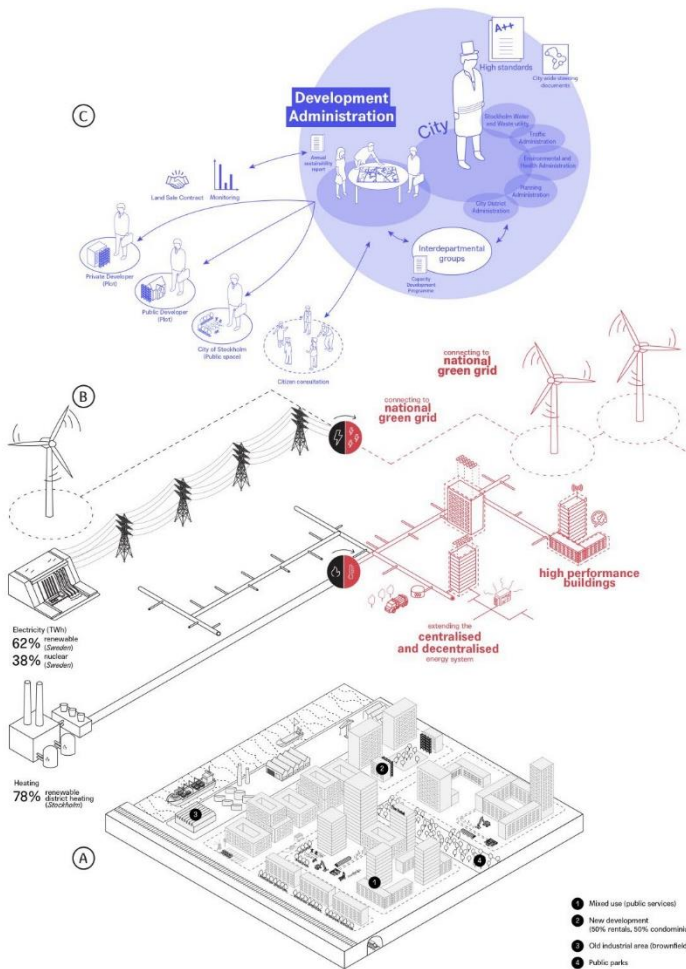 A++
High standards
City wide steering
documents
C
Development
Administration
City
Stockholm Water
and Waste utility
Traffic
Administration
Environmental and
Health Administration
Planning
Administration
City District
Administration
Annual
sustainability
report
Land Sale Contract
Monitoring
Interdepartmental
groups
Capacity
Development
Programme
Private Developer
(Plot)
Public Developer
(Plot)
City of Stockholm
(Public space)
Citizen consultation
connecting to
national
green grid
B
connecting to
national
green grid
high performance
buildings
extending the
centralised
and decentralised
energy system
Electricity (TWh)
62% renewable
(Sweden)
38% nuclear
(Sweden)
Heating
78% renewable
district heating
(Stockholm)
A
2
3
4
1
1 Mixed use (public services)
2 New development
(50% rentals, 50%
3 Old industrial area
4 Public parks